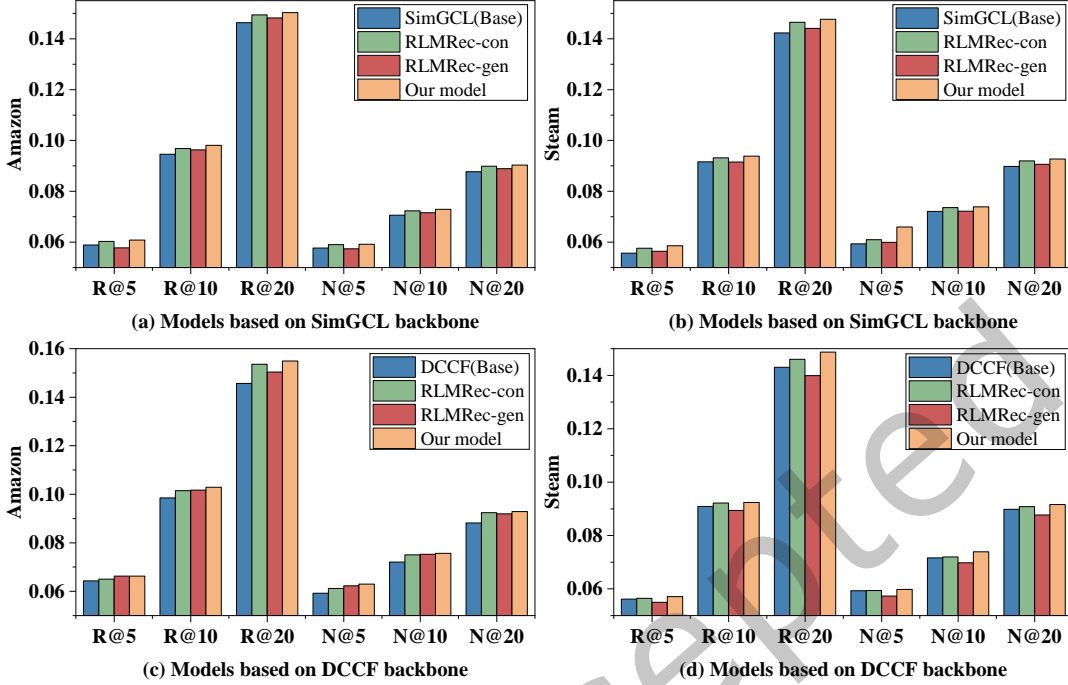 SimGCL(Base)
RLMRec-con
RLMRec-gen
Our model
0.14
0.12
0.10
0.08
0.06
Amazon
R@5 R@10 R@20 N@5 N@10 N@20
(a) Models based on SimGCL backbone
SimGCL(Base)
RLMRec-con
RLMRec-gen
Our model
0.14
0.12
0.10
0.08
0.06
Steam
R@5 R@10 R@20 N@5 N@10 N@20
(b) Models based on SimGCL backbone
DCCF(Base)
RLMRec-con
RLMRec-gen
Our model
0.16
0.14
0.12
0.10
0.08
0.06
Amazon
R@5 R@10 R@20 N@5 N@10 N@20
(c) Models based on DCCF backbone
DCCF(Base)
RLMRec-con
RLMRec-gen
Our model
0.14
0.12
0.10
0.08
0.06
Steam
R@5 R@10 R@20 N@5 N@10 N@20
(d) Models based on DCCF backbone
epted